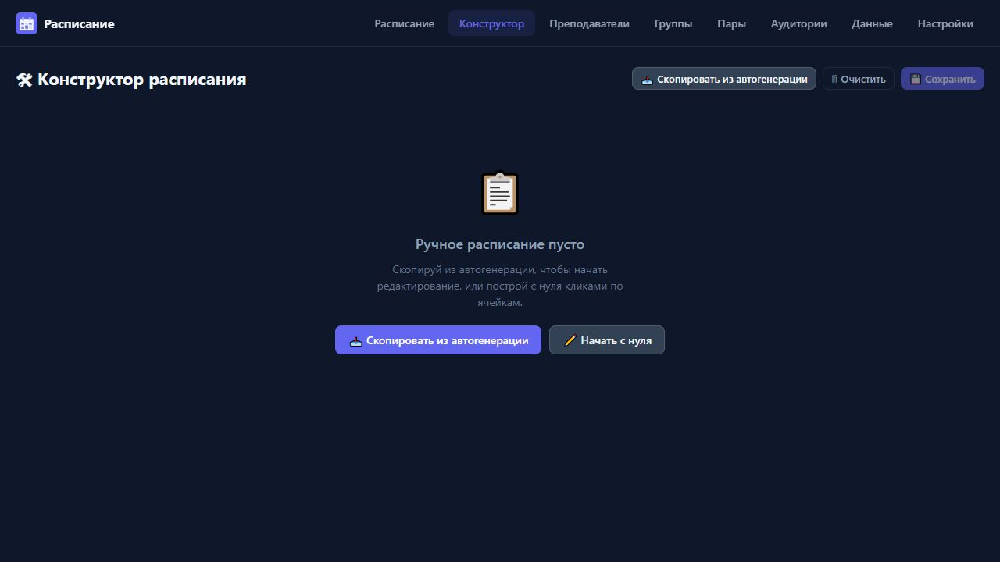 Расписание
Расписание
Конструктор
Преподаватели
Группы
Пары
Аудитории
Данные
Настройки
Конструктор расписания
Скопировать из автогенерации
Очистить
Сохранить
Ручное расписание пусто
Скопируй из автогенерации, чтобы начать
редактирование, или построй с нуля кликами по
ячейкам.
Скопировать из автогенерации
Начать с нуля